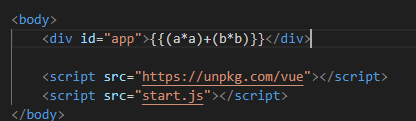 <body>
<div id="app">{{(a*a)+(b*b)}}</div>
<script src="https://unpkg.com/vue"></script>
<script src="start.js"></script>
</body>